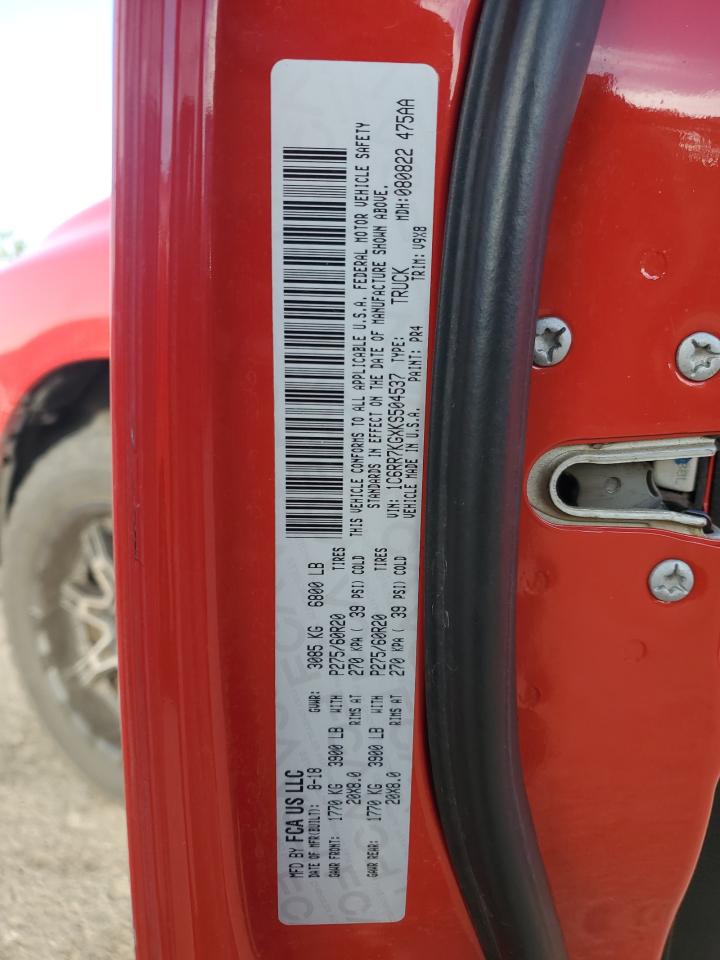 MFD BY FCA US LLC
DATE OF MFR(BUILT): 8-18 GVWR: 3085 KG 6800 LB
GAWR FRONT: 1770 KG 3900 LB WITH P275/60R20 TIRES
20X8.0 RIMS AT 270 KPA ( 39 PSI) COLD
GAWR REAR: 1770 KG 3900 LB WITH P275/60R20 TIRES
20X8.0 RIMS AT 270 KPA ( 39 PSI) COLD
THIS VEHICLE CONFORMS TO ALL APPLICABLE U.S.A. FEDERAL MOTOR VEHICLE SAFETY
STANDARDS IN EFFECT ON THE DATE OF MANUFACTURE SHOWN ABOVE.
VIN: 1C6RR7KGXKS504537 TYPE: TRUCK MDH:080822 475AA
VEHICLE MADE IN U.S.A. PAINT: PR4 TRIM: V9X8